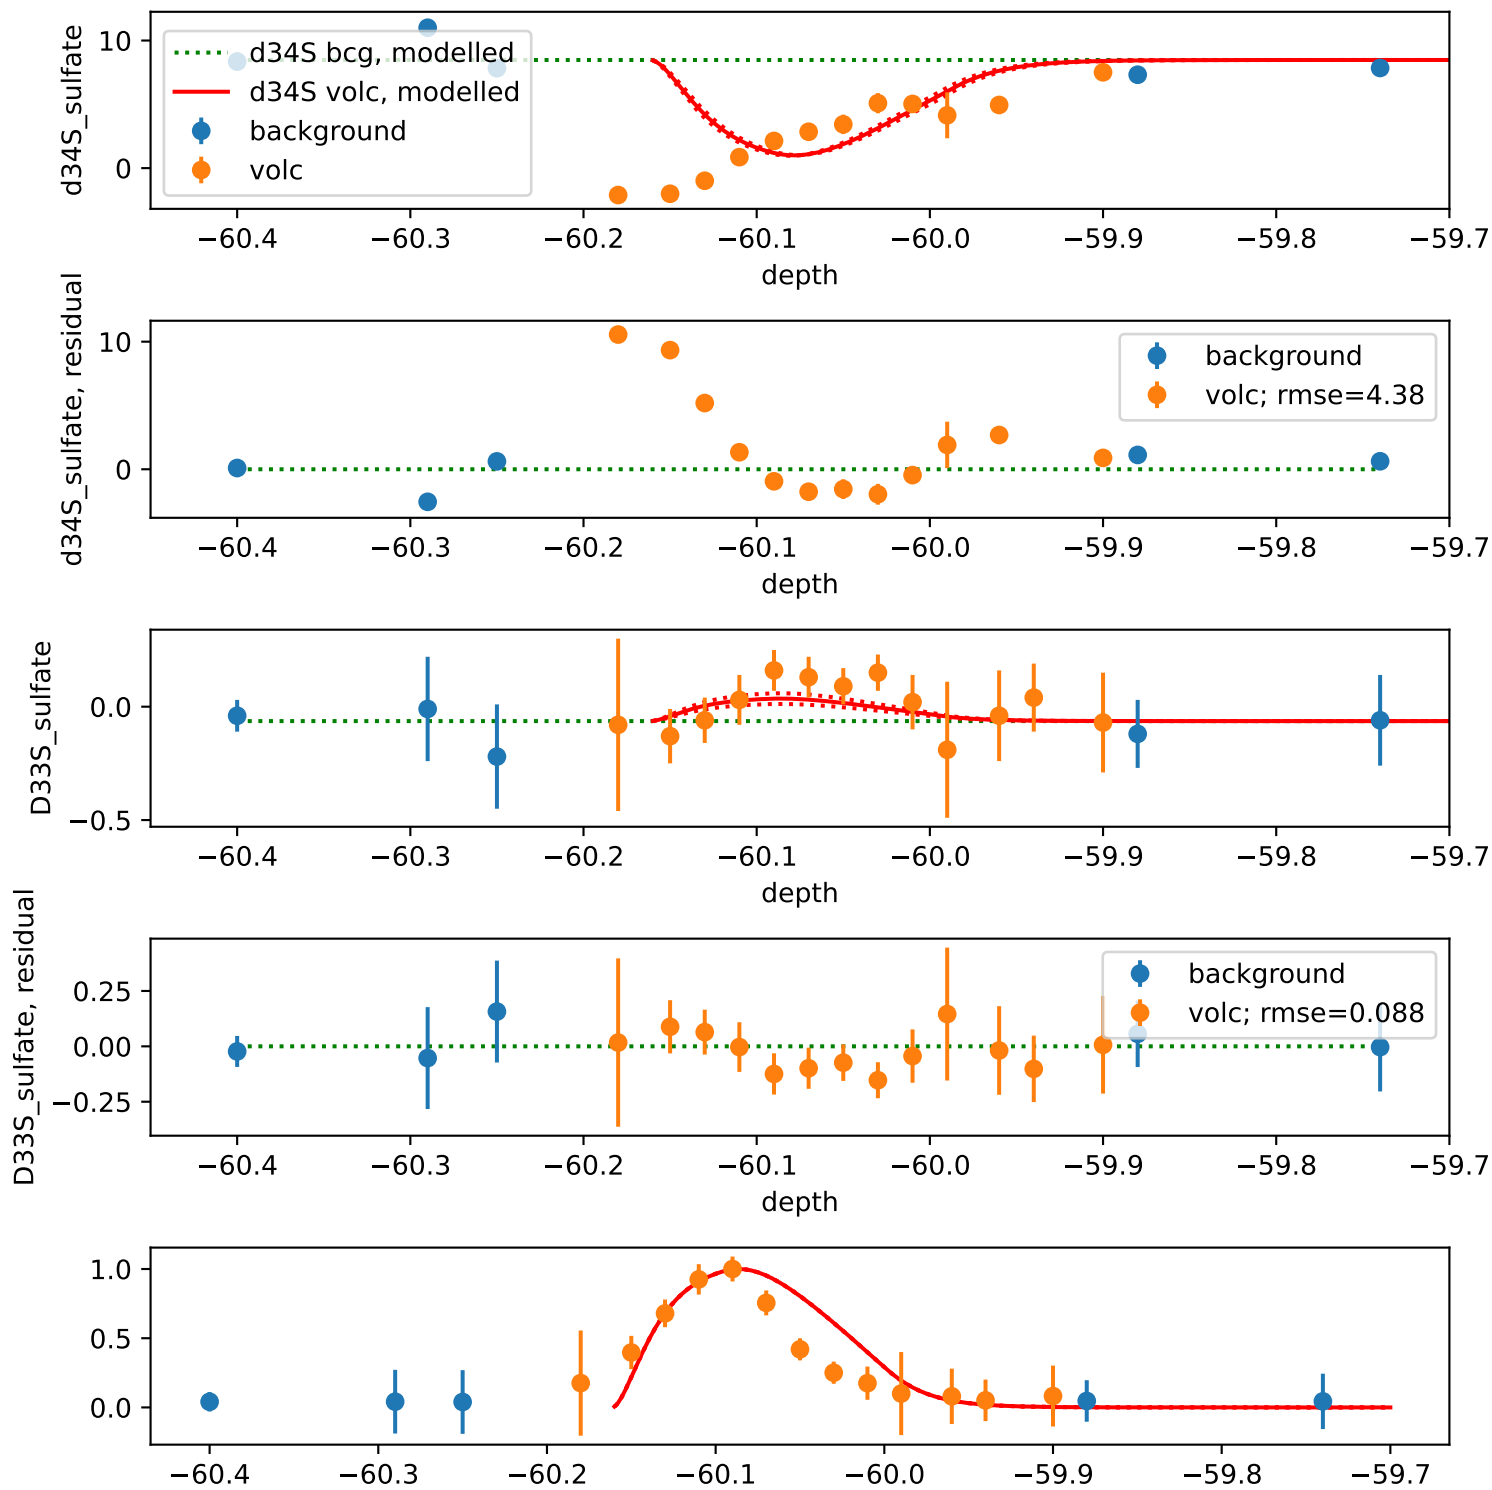 d34S_sulfate
10
0
d34S bcg, modelled
d34S volc, modelled
background
volc
−60.4 −60.3 −60.2 −60.1 −60.0 −59.9 −59.8 −59.7
depth
d34S_sulfate, residual
10
0
background
volc; rmse=4.38
−60.4 −60.3 −60.2 −60.1 −60.0 −59.9 −59.8 −59.7
depth
D33S_sulfate
0.0
−0.5
−60.4 −60.3 −60.2 −60.1 −60.0 −59.9 −59.8 −59.7
depth
D33S_sulfate, residual
0.25
0.00
−0.25
background
volc; rmse=0.088
−60.4 −60.3 −60.2 −60.1 −60.0 −59.9 −59.8 −59.7
depth
1.0
0.5
0.0
−60.4 −60.3 −60.2 −60.1 −60.0 −59.9 −59.8 −59.7